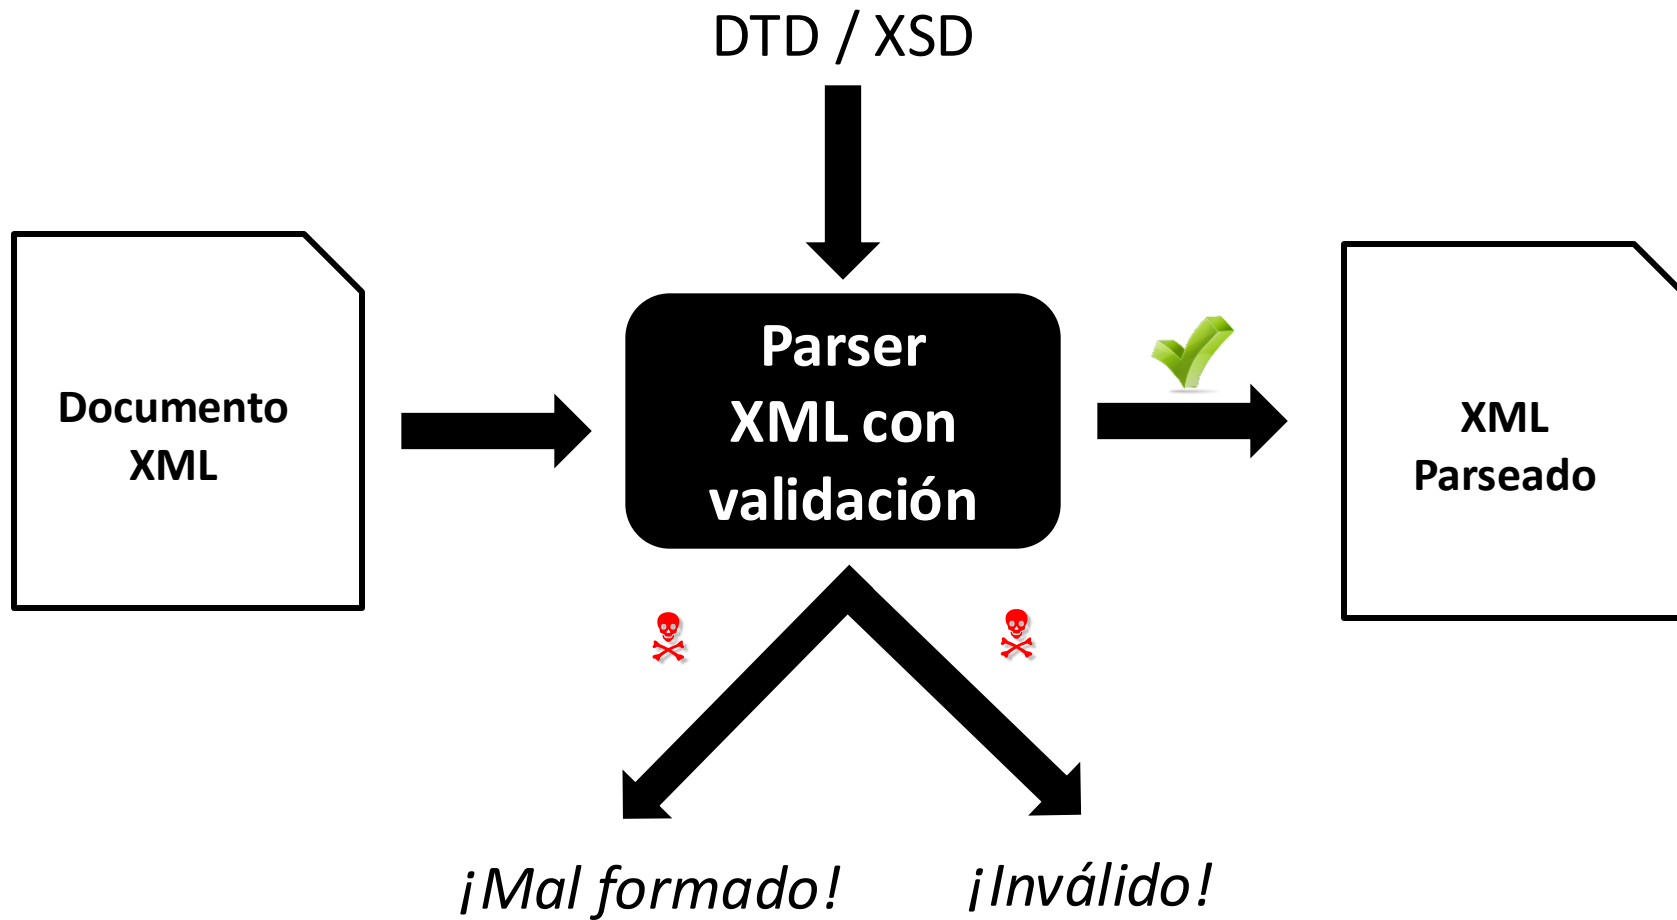 DTD / XSD
Documento
XML
Parser
XML con
validación
XML
Parseado
¡Mal formado!
¡Inválido!